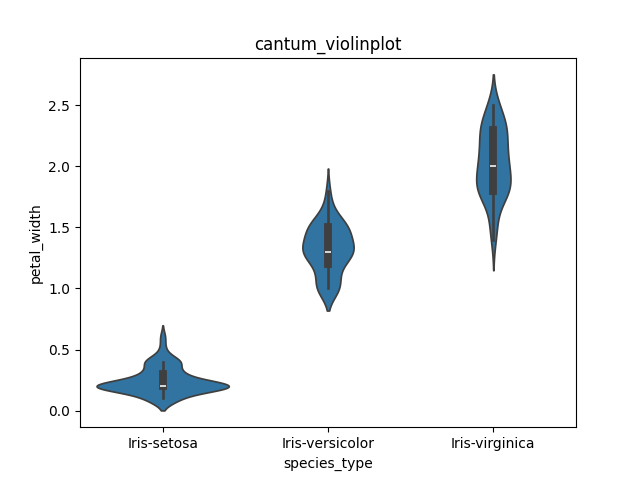 cantum_violinplot
petal_width
2.5
2.0
1.5
1.0
0.5
0.0
Iris-setosa
Iris-versicolor
Iris-virginica
species_type